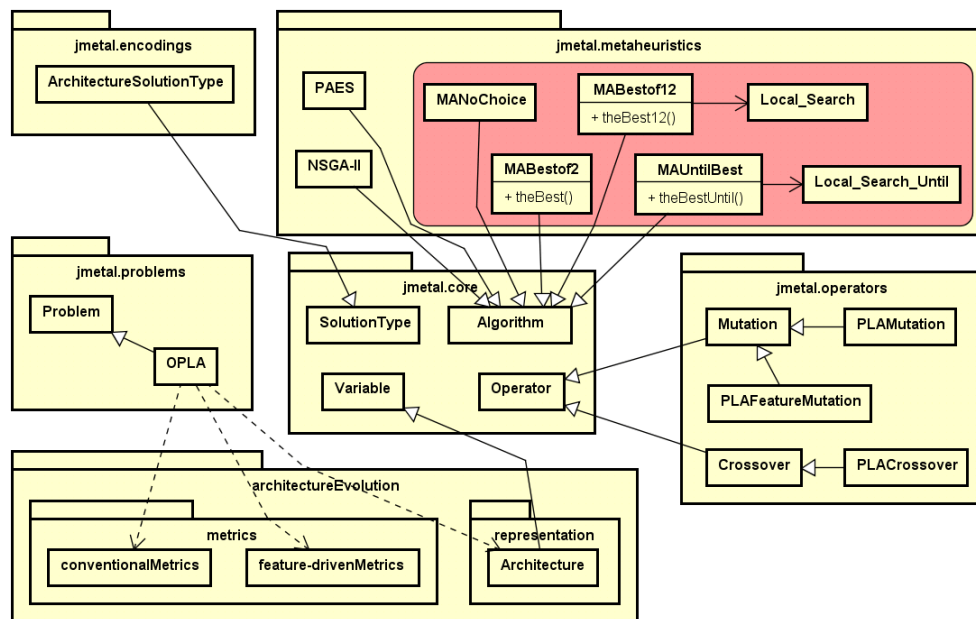 jmetal.encodings
ArchitectureSolutionType
jmetal.metaheuristics
PAES
NSGA-II
MANoChoice
MABestof12
+ theBest12()
Local_Search
MABestof2
+ theBest()
MAUntilBest
+ theBestUntil()
Local_Search_Until
jmetal.problems
Problem
OPLA
jmetal.core
SolutionType
Algorithm
Variable
Operator
jmetal.operators
Mutation
PLAMutation
PLAFeatureMutation
Crossover
PLACrossover
architectureEvolution
metrics
conventionalMetrics
feature-drivenMetrics
representation
Architecture